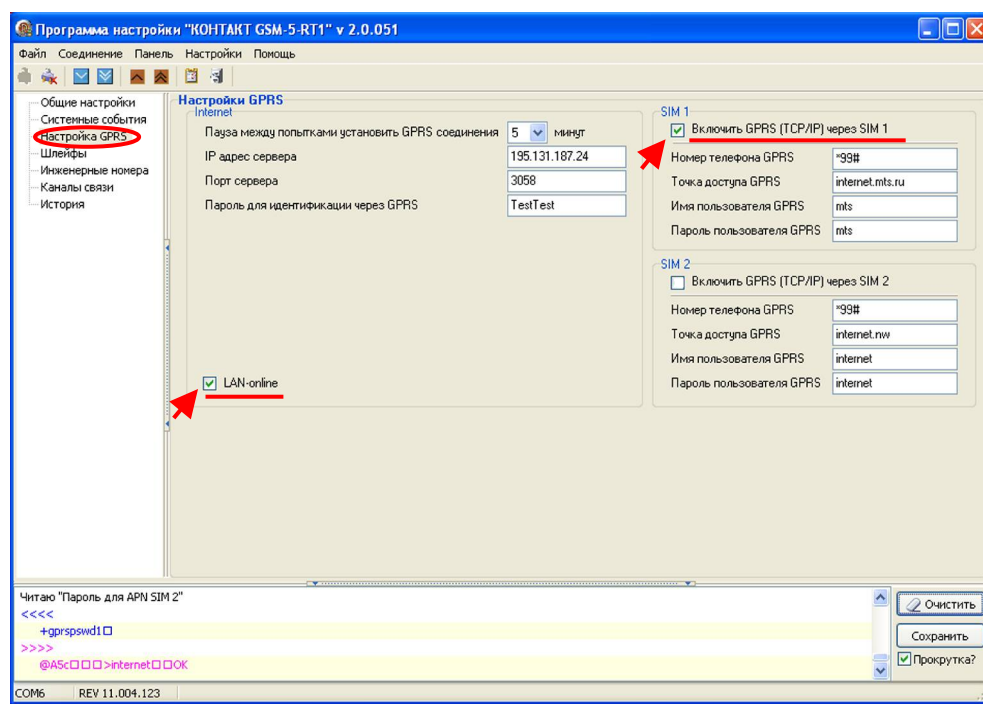 Программа настройки "КОНТАКТ GSM-5-RT1" v 2.0.051
Файл Соединение Панель Настройки Помощь
Общие настройки
Системные события
Настройка GPRS
Шлейфы
Инженерные номера
Каналы связи
История
Настройки GPRS
Internet
Пауза между попытками установить GPRS соединения 5 минут
IP адрес сервера 195.131.187.24
Порт сервера 3058
Пароль для идентификации через GPRS TestTest
LAN-online
SIM 1
Включить GPRS (TCP/IP) через SIM 1
Номер телефона GPRS *99#
Точка доступа GPRS internet.mts.ru
Имя пользователя GPRS mts
Пароль пользователя GPRS mts
SIM 2
Включить GPRS (TCP/IP) через SIM 2
Номер телефона GPRS *99#
Точка доступа GPRS internet.nw
Имя пользователя GPRS internet
Пароль пользователя GPRS internet
Читаю "Пароль для APN SIM 2"
<<<<
+gprspswd1□
>>>>
@A5c□□□>internet□□OK
Очистить
Сохранить
Прокрутка?
COM6 REV 11.004.123